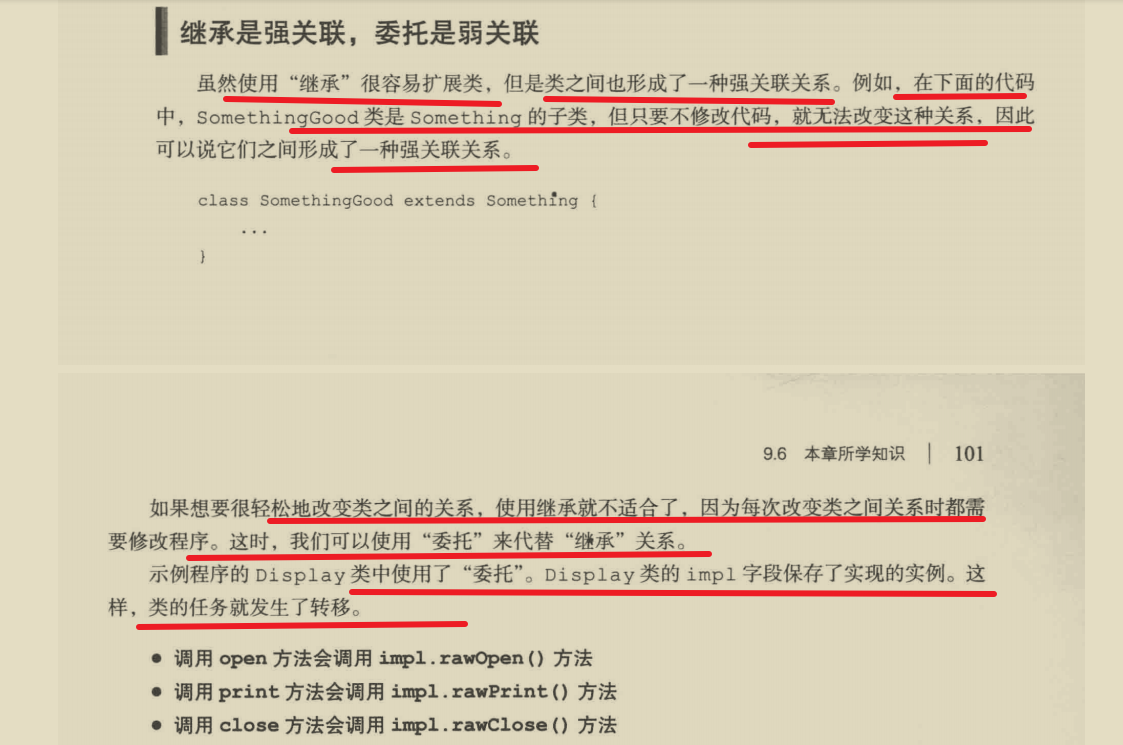 继承是强关联，委托是弱关联
虽然使用“继承”很容易扩展类，但是类之间也形成了一种强关联关系。例如，在下面的代码
中，SomethingGood 类是 Something 的子类，但只要不修改代码，就无法改变这种关系，因此
可以说它们之间形成了一种强关联关系。
class SomethingGood extends Something {
...
}
9.6 本章所学知识 | 101
如果想要很轻松地改变类之间的关系，使用继承就不适合了，因为每次改变类之间关系时都需
要修改程序。这时，我们可以使用“委托”来代替“继承”关系。
示例程序的 Display 类中使用了“委托”。Display 类的 impl 字段保存了实现的实例。这
样，类的任务就发生了转移。
● 调用 open 方法会调用 impl.rawOpen() 方法
● 调用 print 方法会调用 impl.rawPrint() 方法
● 调用 close 方法会调用 impl.rawClose() 方法